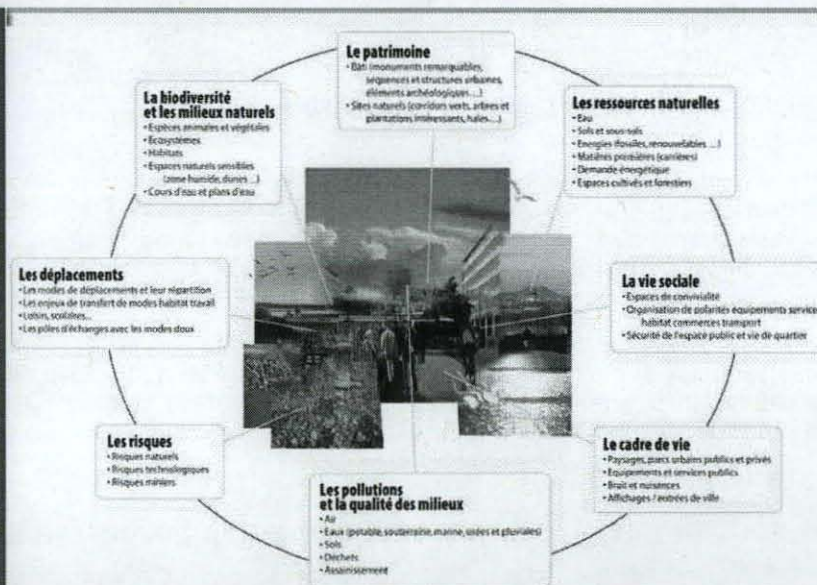 Le patrimoine
• Bâti (monuments remarquables,
séquences et structures urbaines,
éléments archéologiques…)
• Sites naturels (corridors verts, arbres et
plantations intéressants, haies…)
La biodiversité
et les milieux naturels
• Espèces animales et végétales
• Ecosystèmes
• Habitats
• Espaces naturels sensibles
(zone humide, dunes …)
• Cours d'eau et plans d'eau
Les ressources naturelles
• Eau
• Sols et sous-sols
• Energies (fossiles, renouvelables …)
• Matières premières (carrières)
• Demande énergétique
• Espaces cultivés et forestiers
Les déplacements
• Les modes de déplacements et leur répartition
• Les enjeux de transfert de modes habitat travail
• Loisirs, scolaires…
• Les pôles d'échanges avec les modes doux
La vie sociale
• Espaces de convivialité
• Organisation de polarités équipements service
habitat commerces transport
• Sécurité de l'espace public et vie de quartier
Les risques
• Risques naturels
• Risques technologiques
• Risques miniers
Le cadre de vie
• Paysages, parcs urbains publics et privés
• Equipements et services publics
• Bruit et nuisances
• Affichages / entrées de ville
Les pollutions
et la qualité des milieux
• Air
• Eaux (potable, souterraine, marine, usées et pluviales)
• Sols
• Déchets
• Assainissement